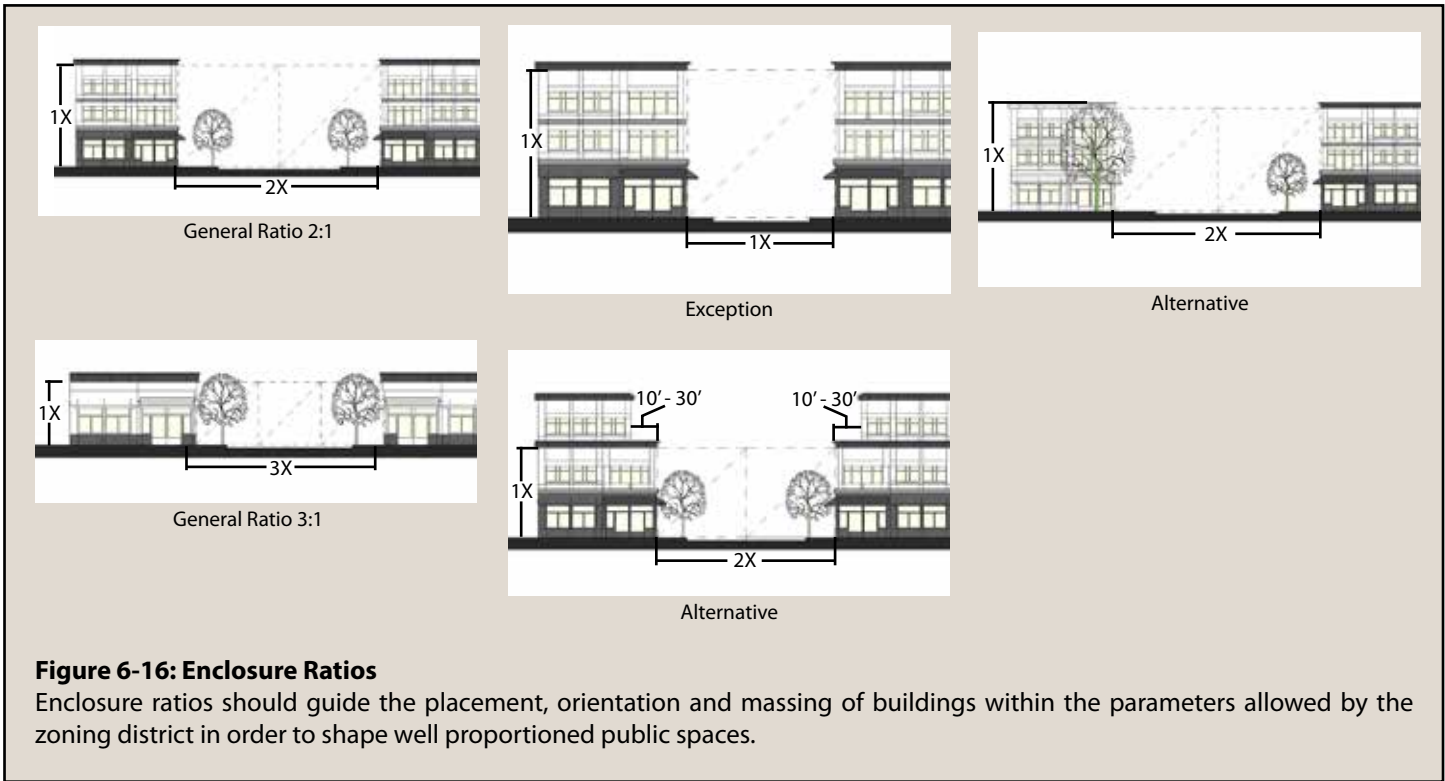 1X
2X
General Ratio 2:1
1X
1X
Exception
1X
2X
Alternative
1X
3X
General Ratio 3:1
10' - 30'
10' - 30'
1X
2X
Alternative
Figure 6-16: Enclosure Ratios
Enclosure ratios should guide the placement, orientation and massing of buildings within the parameters allowed by the
zoning district in order to shape well proportioned public spaces.